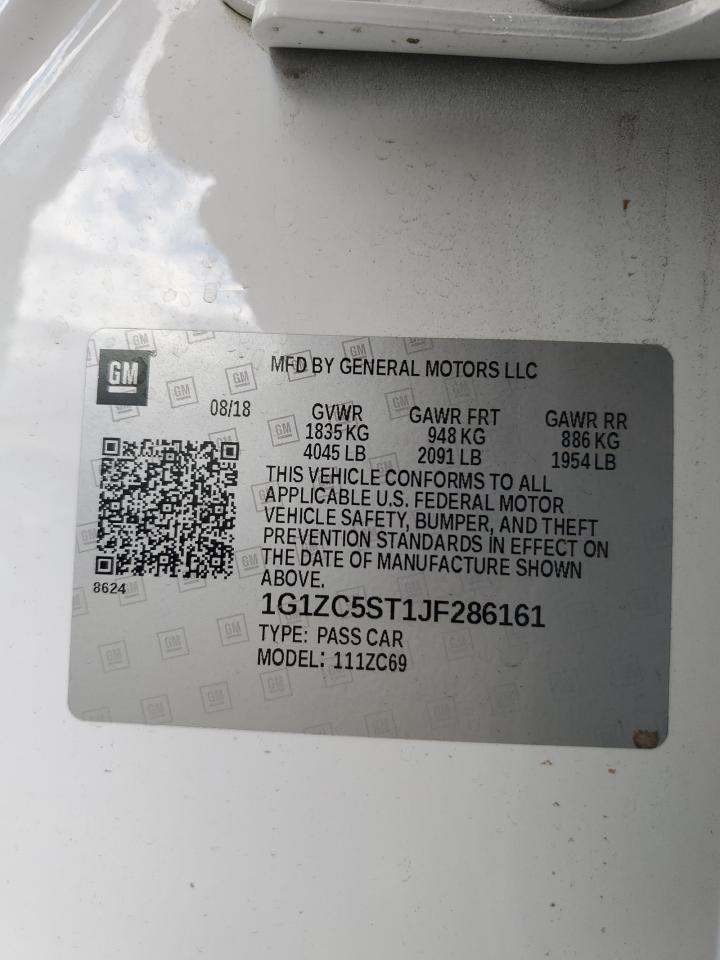 GM
MFD BY GENERAL MOTORS LLC
08/18
GVWR GAWR FRT GAWR RR
1835 KG 948 KG 886 KG
4045 LB 2091 LB 1954 LB
THIS VEHICLE CONFORMS TO ALL
APPLICABLE U.S. FEDERAL MOTOR
VEHICLE SAFETY, BUMPER, AND THEFT
PREVENTION STANDARDS IN EFFECT ON
THE DATE OF MANUFACTURE SHOWN
ABOVE.
8624
1G1ZC5ST1JF286161
TYPE: PASS CAR
MODEL: 111ZC69